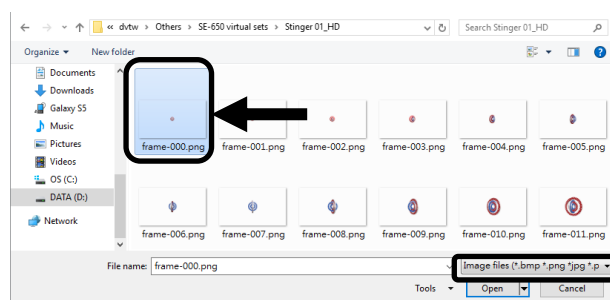 « dvtw > Others > SE-650 virtual sets > Stinger 01_HD
Search Stinger 01_HD
Organize
New folder
Documents
Downloads
Galaxy S5
Music
Pictures
Videos
OS (C:)
DATA (D:)
Network
frame-000.png
frame-001.png
frame-002.png
frame-003.png
frame-004.png
frame-005.png
frame-006.png
frame-007.png
frame-008.png
frame-009.png
frame-010.png
frame-011.png
File name: frame-000.png
Image files (*.bmp *.png *jpg *.p
Tools
Open
Cancel